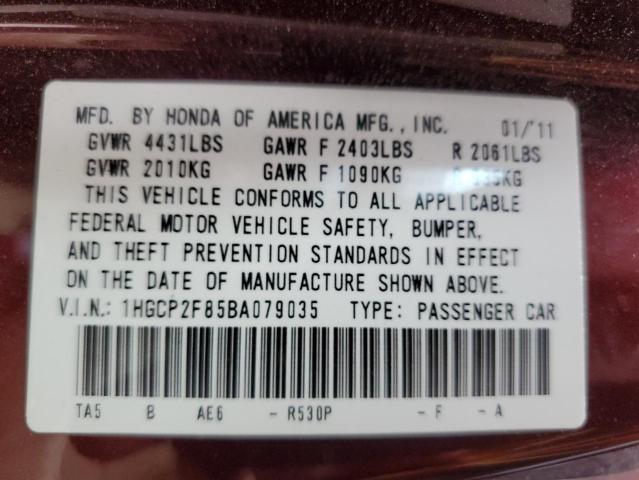 MFD. BY HONDA OF AMERICA MFG., INC. 01/'11
GVWR 4431LBS GAWR F 2403LBS R 2061LBS
GVWR 2010KG GAWR F 1090KG
THIS VEHICLE CONFORMS TO ALL APPLICABLE
FEDERAL MOTOR VEHICLE SAFETY, BUMPER,
AND THEFT PREVENTION STANDARDS IN EFFECT
ON THE DATE OF MANUFACTURE SHOWN ABOVE.
V.I.N.: 1HGCP2F85BA079035 TYPE: PASSENGER CAR
TA5 B AE6 - R530P - F - A